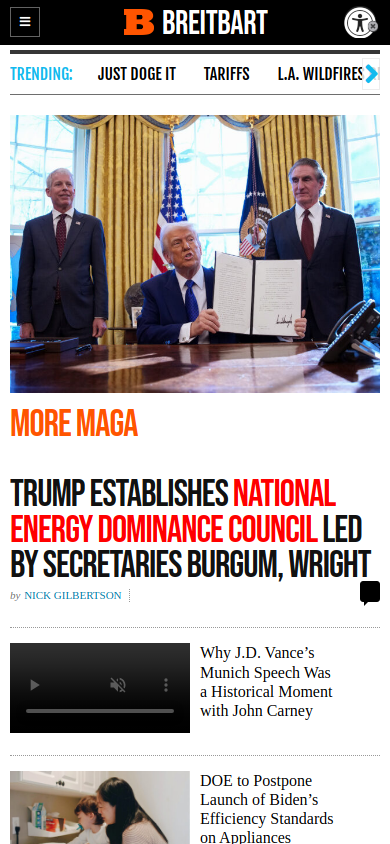 B BREITBART
TRENDING:
JUST DOGE IT
TARIFFS
L.A. WILDFIRES
MORE MAGA
TRUMP ESTABLISHES NATIONAL
ENERGY DOMINANCE COUNCIL LED
BY SECRETARIES BURGUM, WRIGHT
by NICK GILBERTSON
Why J.D. Vance’s
Munich Speech Was
a Historical Moment
with John Carney
DOE to Postpone
Launch of Biden’s
Efficiency Standards
on Appliances